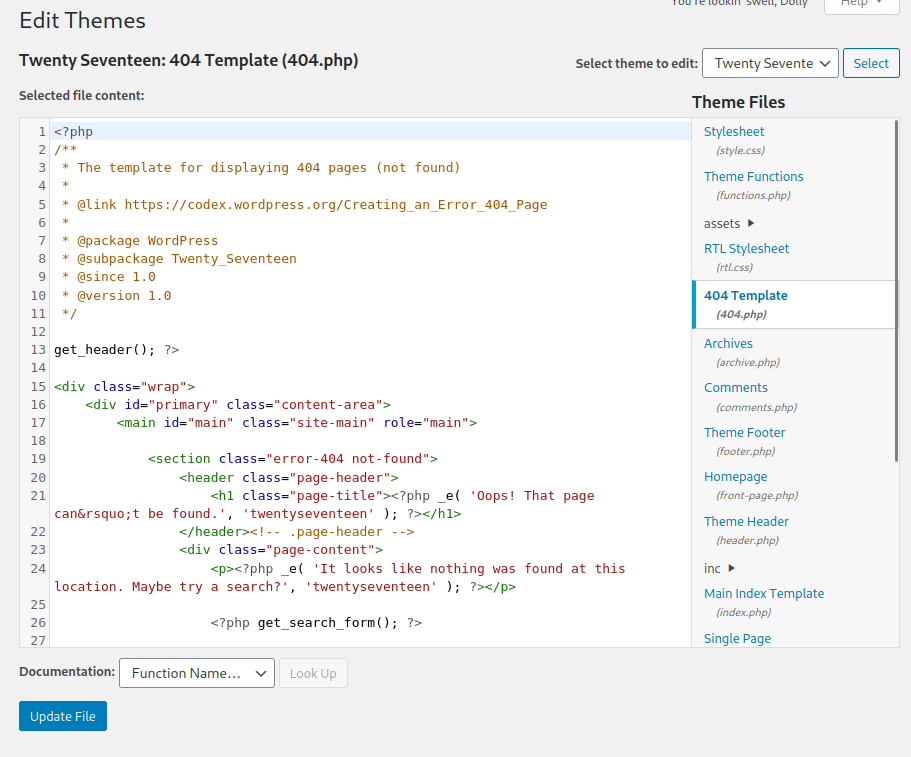 You're lookin' swell, Dolly
Help
Edit Themes
Twenty Seventeen: 404 Template (404.php)
Select theme to edit:
Twenty Sevente
Select
Selected file content:
Theme Files
1 <?php
2 /**
3  * The template for displaying 404 pages (not found)
4  *
5  * @link https://codex.wordpress.org/Creating_an_Error_404_Page
6  *
7  * @package WordPress
8  * @subpackage Twenty_Seventeen
9  * @since 1.0
10  * @version 1.0
11  */
12
13 get_header(); ?>
14
15 <div class="wrap">
16     <div id="primary" class="content-area">
17         <main id="main" class="site-main" role="main">
18
19             <section class="error-404 not-found">
20                 <header class="page-header">
21                     <h1 class="page-title"><?php _e( 'Oops! That page
can&rsquo;t be found.', 'twentyseventeen' ); ?></h1>
22                 </header><!-- .page-header -->
23                 <div class="page-content">
24                     <p><?php _e( 'It looks like nothing was found at this
location. Maybe try a search?', 'twentyseventeen' ); ?></p>
25
26                     <?php get_search_form(); ?>
27
Stylesheet
(style.css)
Theme Functions
(functions.php)
assets
RTL Stylesheet
(rtl.css)
404 Template
(404.php)
Archives
(archive.php)
Comments
(comments.php)
Theme Footer
(footer.php)
Homepage
(front-page.php)
Theme Header
(header.php)
inc
Main Index Template
(index.php)
Single Page
Documentation:
Function Name...
Look Up
Update File